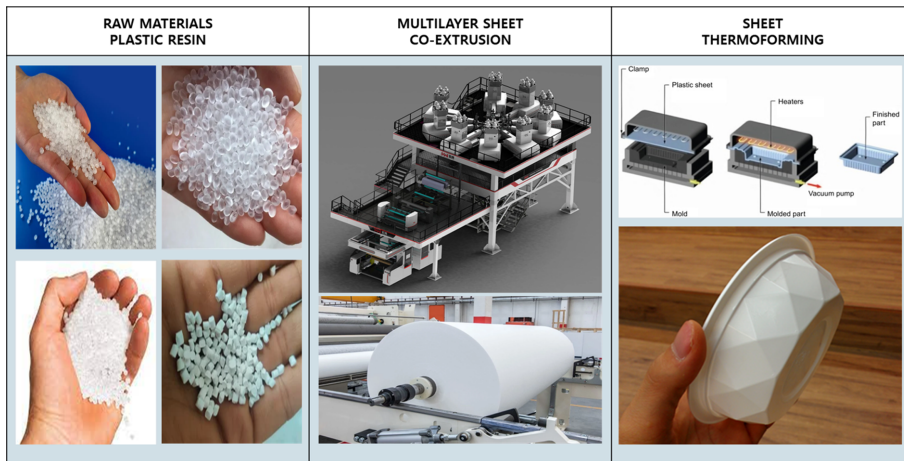 RAW MATERIALS
PLASTIC RESIN
MULTILAYER SHEET
CO-EXTRUSION
SHEET
THERMOFORMING
Clamp
Plastic sheet
Heaters
Finished
part
Vacuum pump
Mold
Molded part